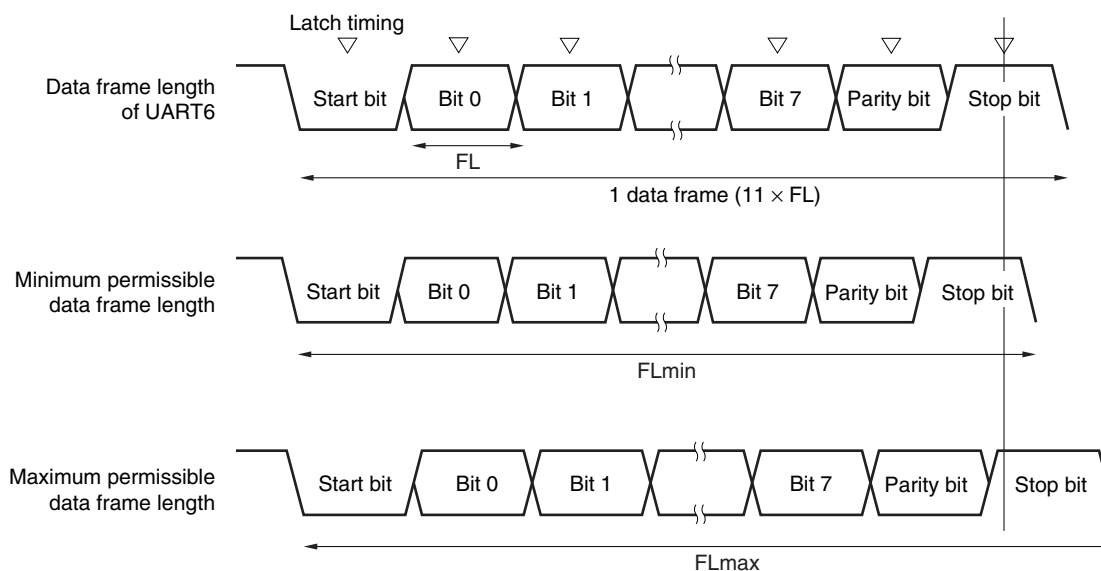 Latch timing
Data frame length
of UART6
Start bit
Bit 0
Bit 1
Bit 7
Parity bit
Stop bit
FL
1 data frame (11 × FL)
Minimum permissible
data frame length
Start bit
Bit 0
Bit 1
Bit 7
Parity bit
Stop bit
FLmin
Maximum permissible
data frame length
Start bit
Bit 0
Bit 1
Bit 7
Parity bit
Stop bit
FLmax